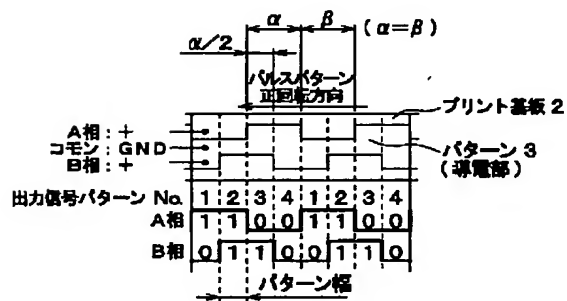 α β (α=β)
α/2
パルスパターン
正回転方向
プリント基板2
A相:+
コモン:GND
B相:+
パターン3
(導電部)
出力信号パターン No. 1 2 3 4 1 2 3 4
A相 1 1 0 0 1 1 0 0
B相 0 1 1 0 0 1 1 0
パターン幅